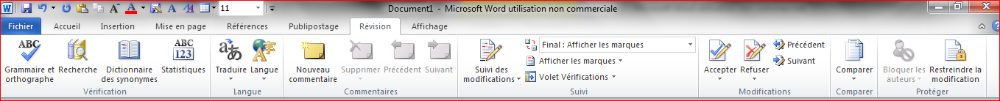 11
Document1 - Microsoft Word utilisation non commerciale
Fichier Accueil Insertion Mise en page Références Publipostage Révision Affichage
ABC
Grammaire et
orthographe
Recherche
Dictionnaire
des synonymes
ABC
123
Statistiques
Vérification
Traduire
Langue
Langue
Nouveau
commentaire
Supprimer
Précédent
Suivant
Commentaires
Suivi des
modifications
Final : Afficher les marques
Afficher les marques
Volet Vérifications
Suivi
Accepter
Refuser
Précédent
Suivant
Modifications
Comparer
Comparer
Bloquer les
auteurs
Restreindre la
modification
Protéger